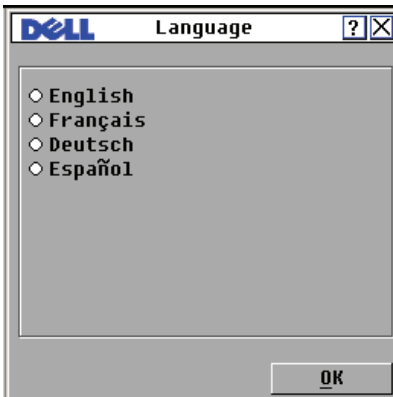 DELL Language ? X
English
Français
Deutsch
Español
OK